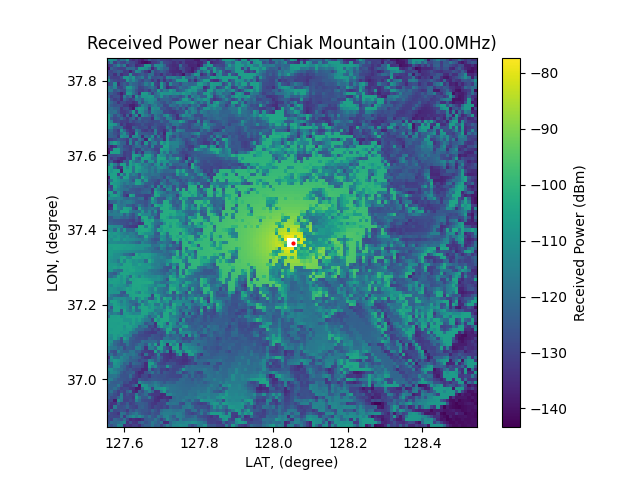 Received Power near Chiak Mountain (100.0MHz)
37.8
37.6
37.4
37.2
37.0
LON, (degree)
127.6 127.8 128.0 128.2 128.4
LAT, (degree)
−80
−90
−100
−110
−120
−130
−140
Received Power (dBm)